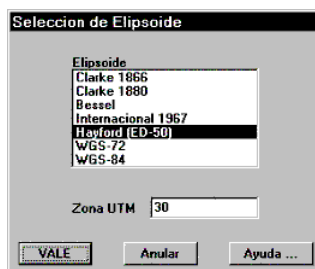 Seleccion de Elipsoide
Elipsoide
Clarke 1866
Clarke 1880
Bessel
Internacional 1967
Hayford (ED-50)
WGS-72
WGS-84
Zona UTM 30
VALE Anular Ayuda ...